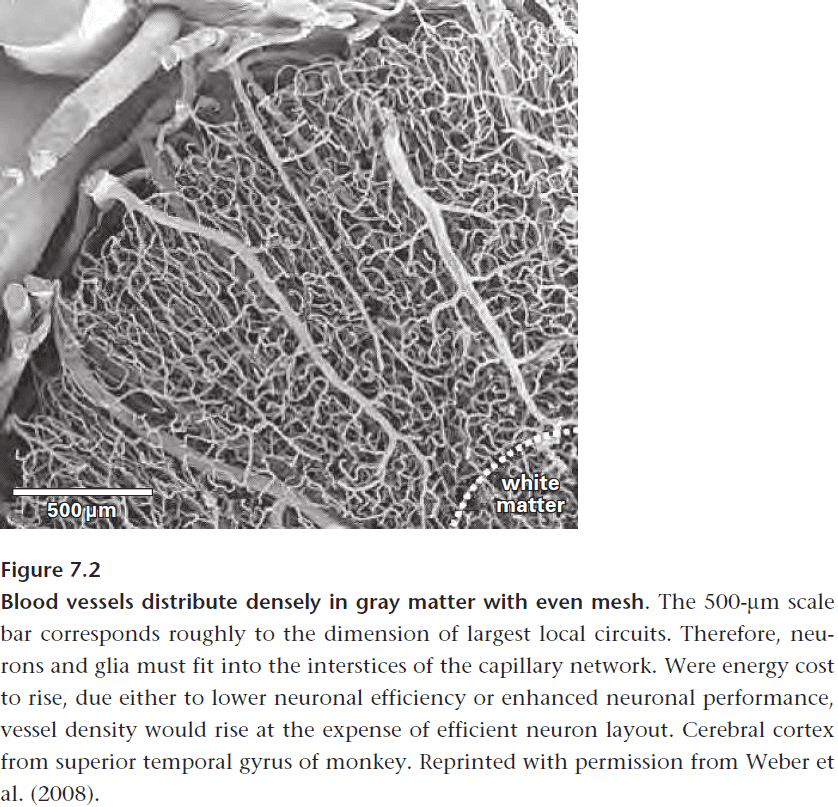 500 µm
white
matter
Figure 7.2
Blood vessels distribute densely in gray matter with even mesh. The 500-µm scale
bar corresponds roughly to the dimension of largest local circuits. Therefore, neu-
rons and glia must fit into the interstices of the capillary network. Were energy cost
to rise, due either to lower neuronal efficiency or enhanced neuronal performance,
vessel density would rise at the expense of efficient neuron layout. Cerebral cortex
from superior temporal gyrus of monkey. Reprinted with permission from Weber et
al. (2008).